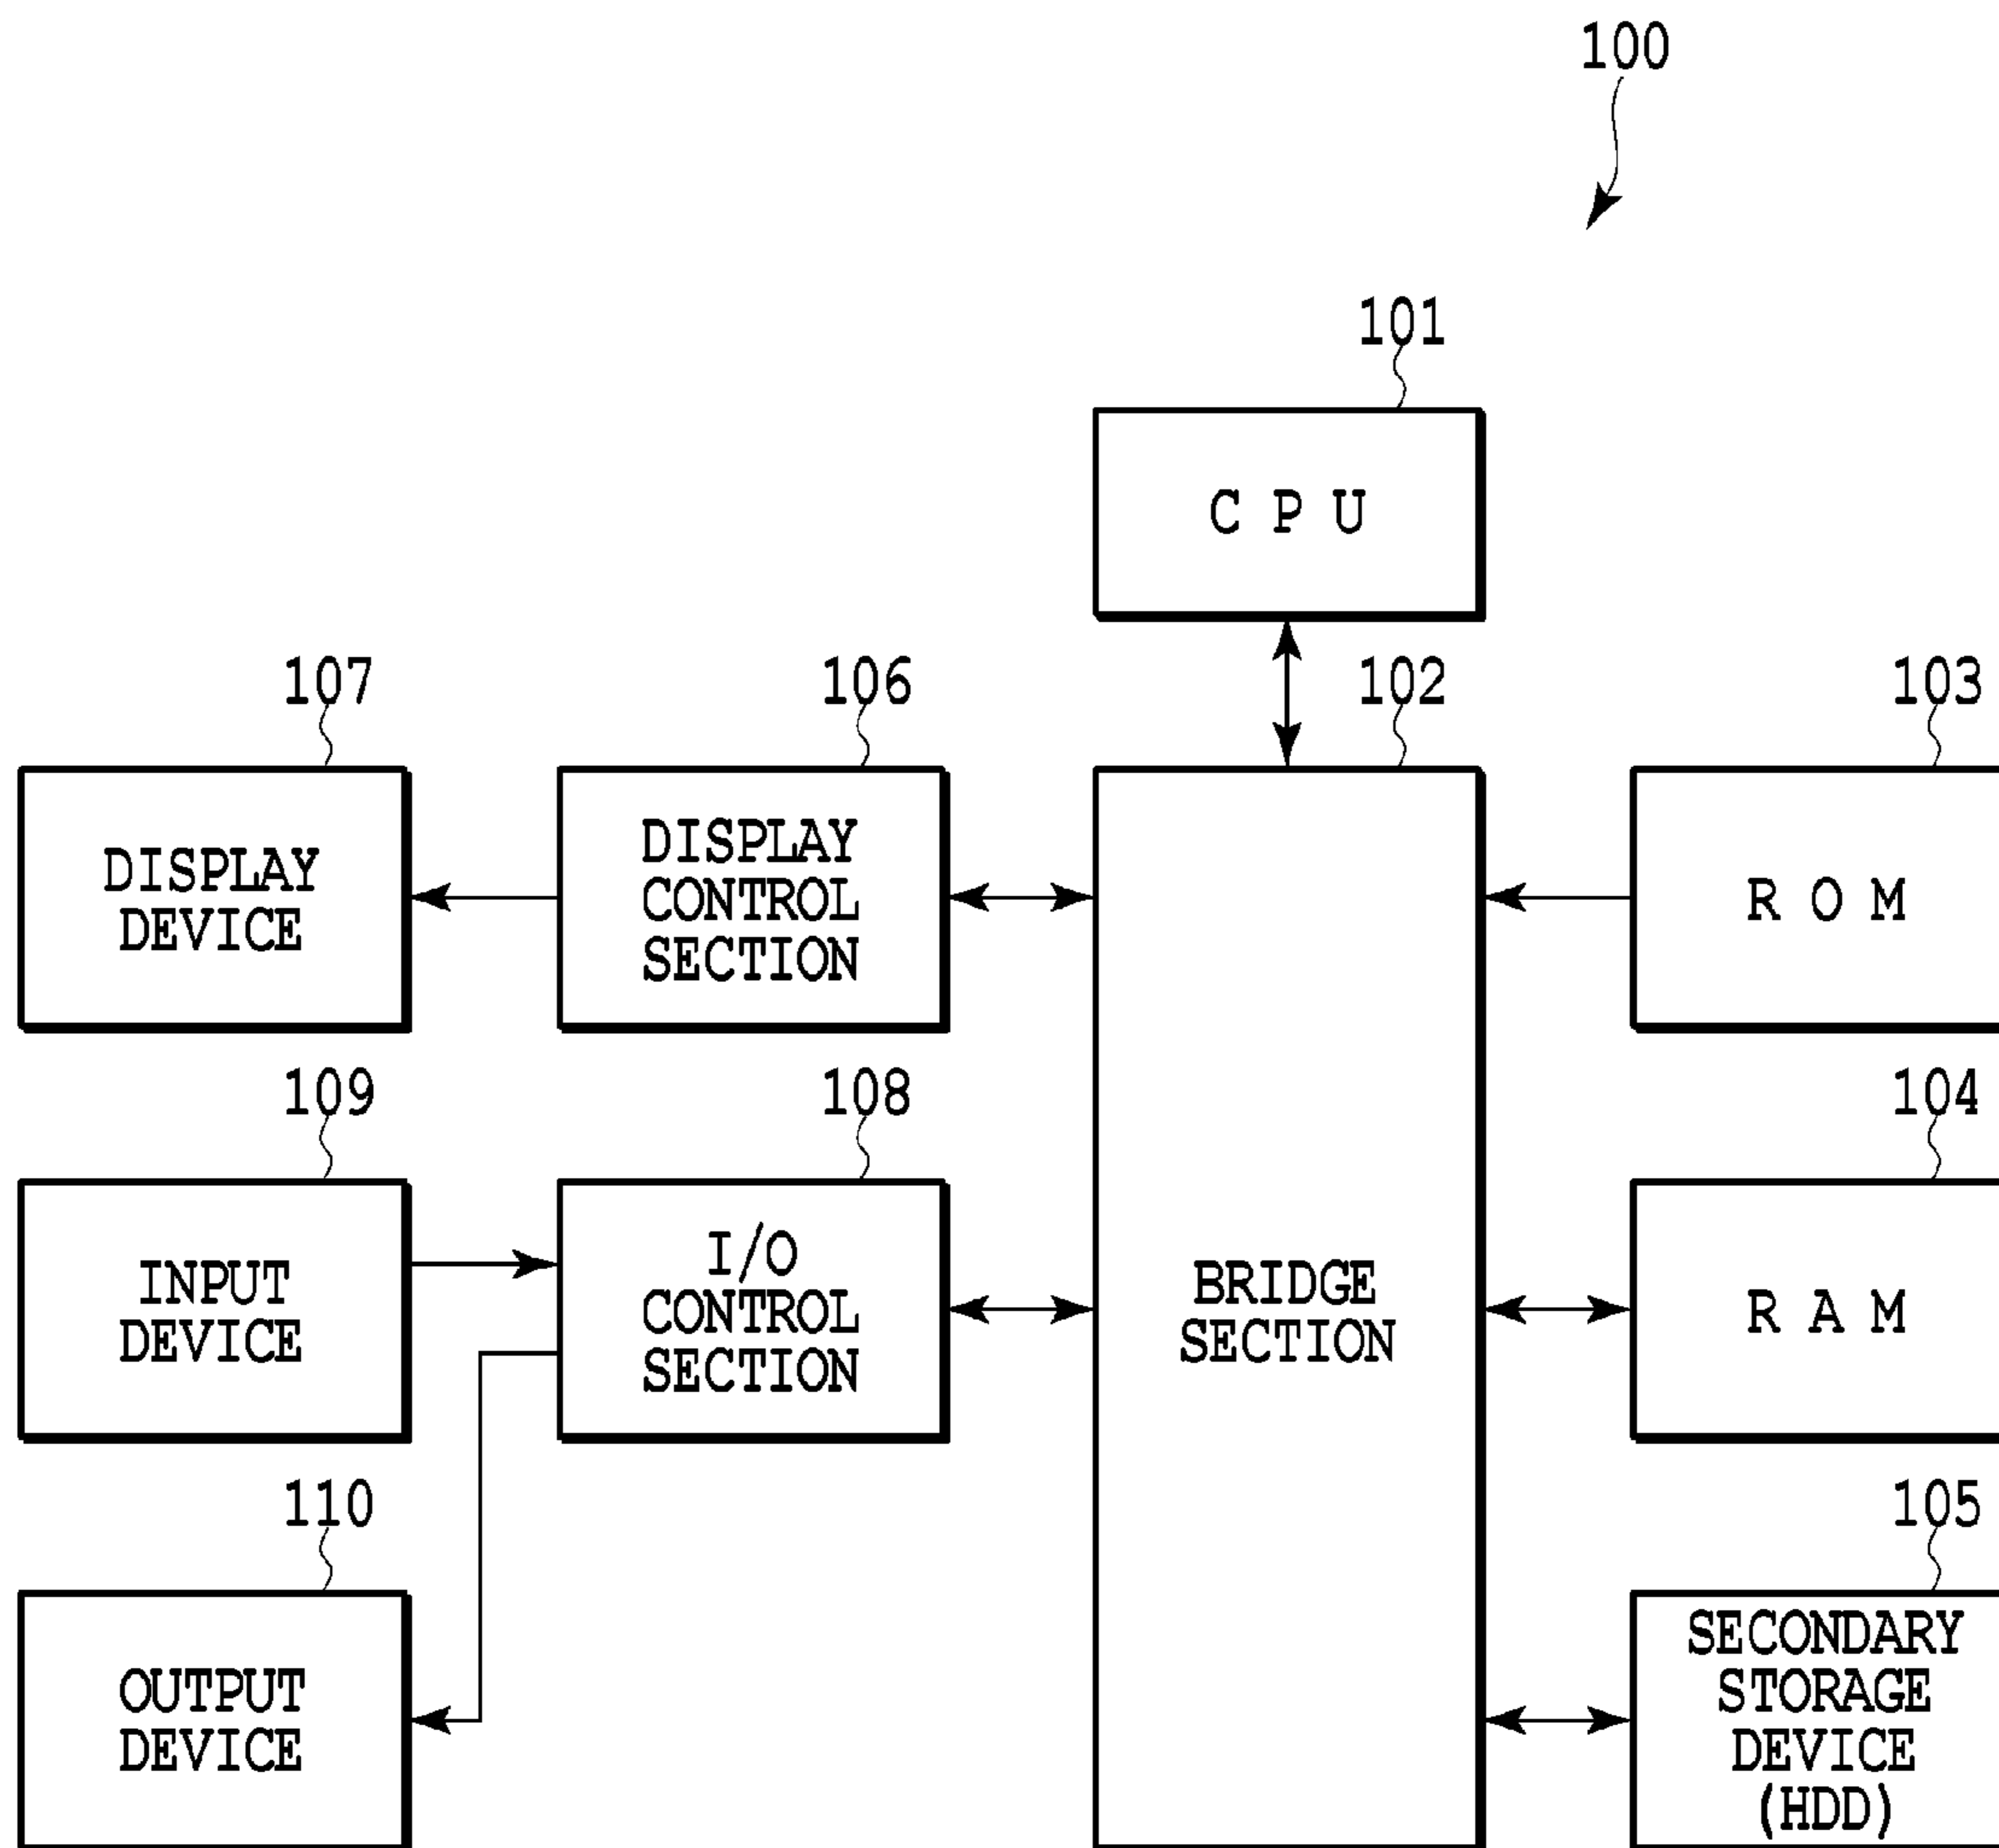 100
101
C P U
107
106
102
103
DISPLAY
DEVICE
DISPLAY
CONTROL
SECTION
R O M
109
108
104
INPUT
DEVICE
I/O
CONTROL
SECTION
BRIDGE
SECTION
R A M
110
105
OUTPUT
DEVICE
SECONDARY
STORAGE
DEVICE
(HDD)